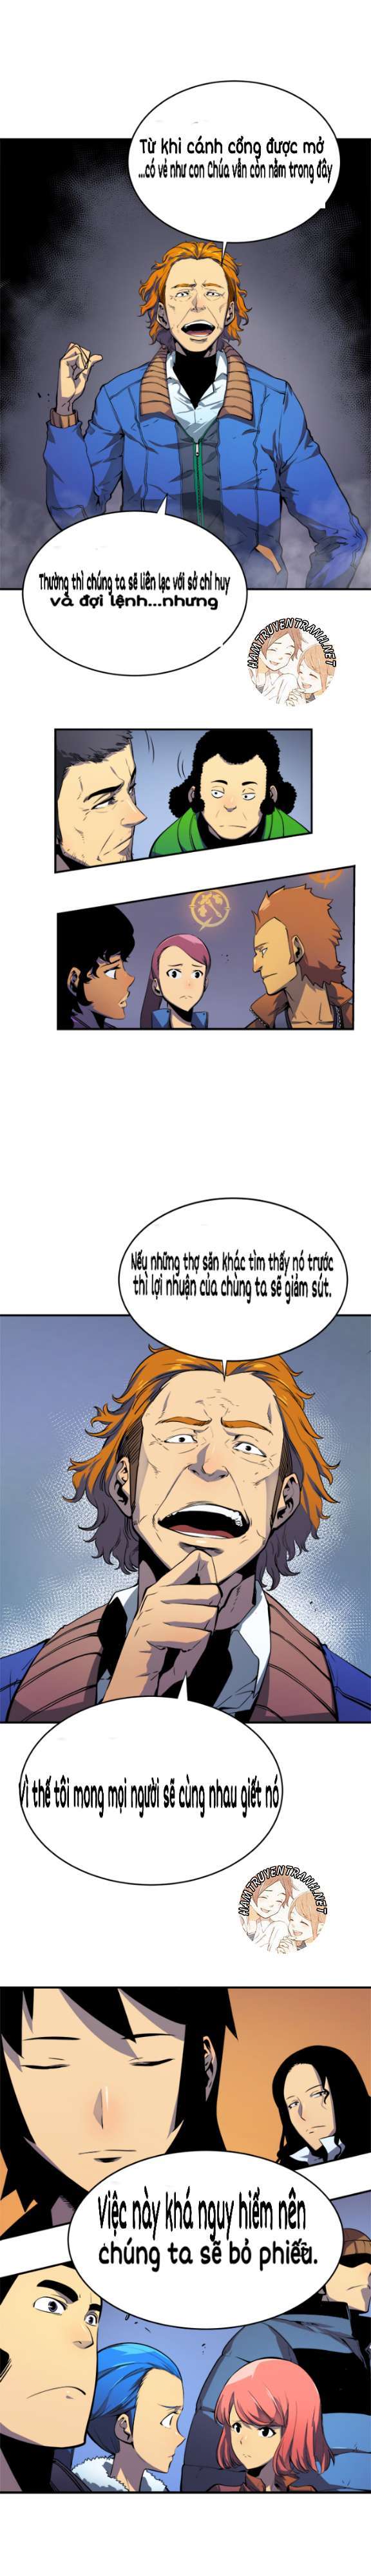 Từ khi cánh cổng được mở
...có vẻ như con Chúa vẫn còn nằm trong đây
Thường thì chúng ta sẽ liên lạc với sở chỉ huy
và đợi lệnh...nhưng
HAMTRUYENTRANH.NET
Nếu những thợ săn khác tìm thấy nó trước
thì lợi nhuận của chùng ta sẽ giảm sút.
Vì thế tôi mong mọi người sẽ cùng nhau giết nó
HAMTRUYENTRANH.NET
Việc này khá nguy hiểm nên
chúng ta sẽ bỏ phiếu.